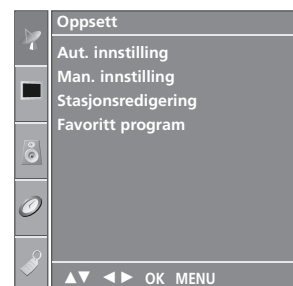 Oppsett
Aut. innstilling
Man. innstilling
Stasjonsredigering
Favoritt program
▲▼ ◄► OK MENU